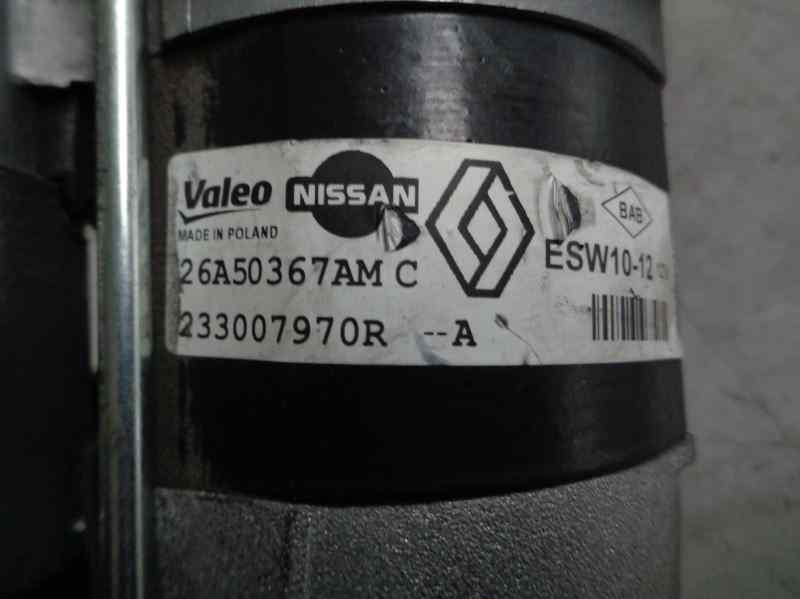 Valeo NISSAN BAB
MADE IN POLAND
26A50367AM C ESW10-12
233007970R --A